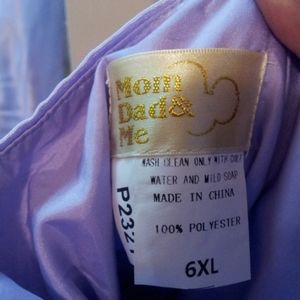 Mom
Dad&
Me
WASH CLEAN ONLY WITH COLD
WATER AND MILD SOAP
MADE IN CHINA
100% POLYESTER
6XL